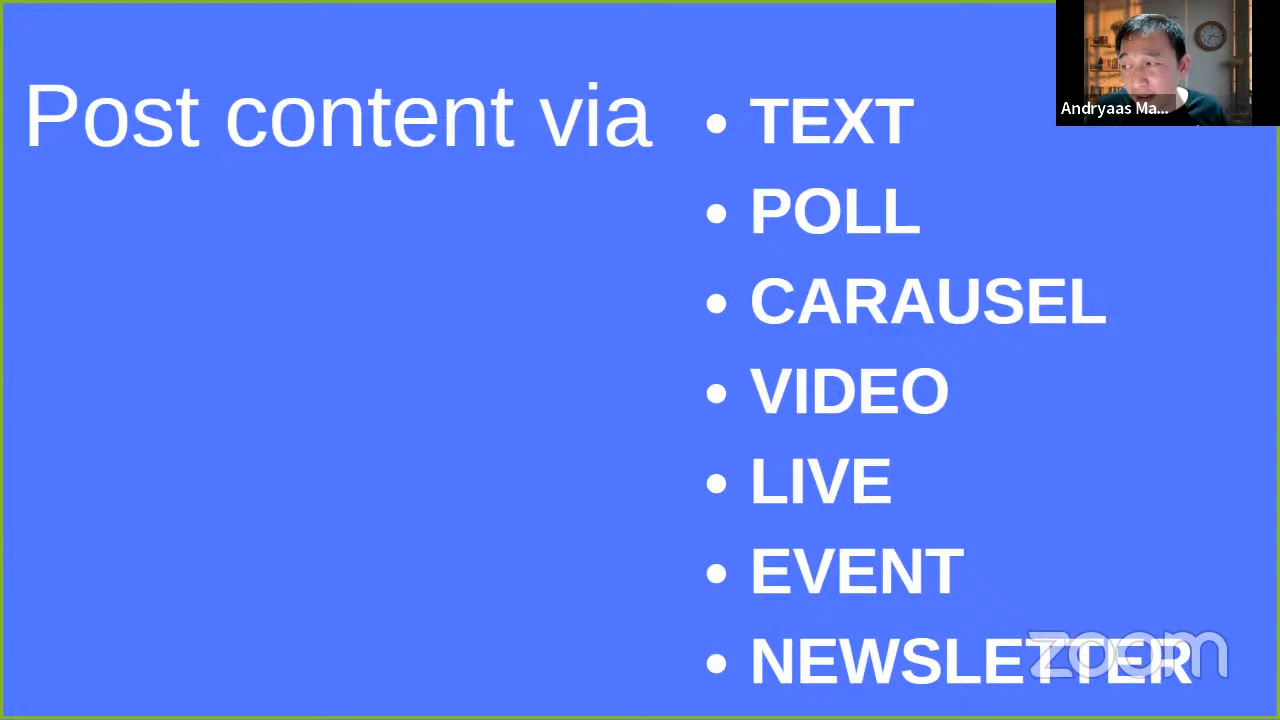 Post content via
• TEXT
• POLL
• CARAUSEL
• VIDEO
• LIVE
• EVENT
• NEWSLETTER
Andryaas Ma...
zoom